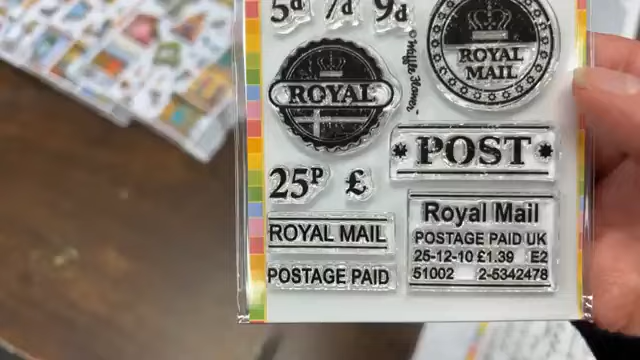 5d 7d 9d
ROYAL
MAIL
ROYAL
POST
25P £
ROYAL MAIL
POSTAGE PAID
Royal Mail
POSTAGE PAID UK
25-12-10 £1.39 E2
51002 2-5342478